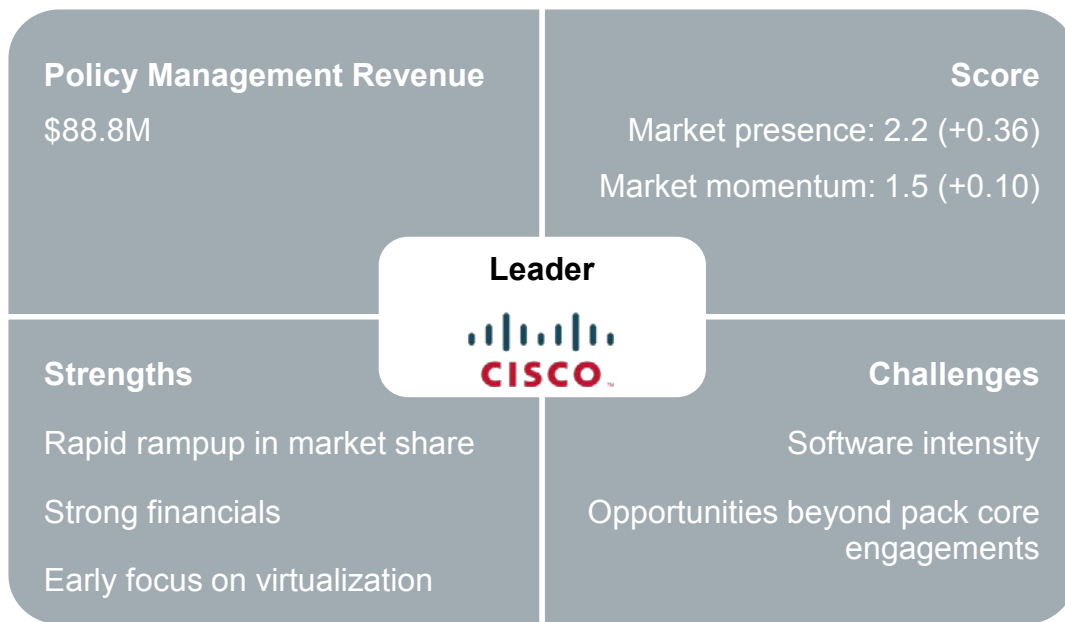 Policy Management Revenue
$88.8M
Score
Market presence: 2.2 (+0.36)
Market momentum: 1.5 (+0.10)
Leader
CISCO
Strengths
Rapid rampup in market share
Strong financials
Early focus on virtualization
Challenges
Software intensity
Opportunities beyond pack core
engagements